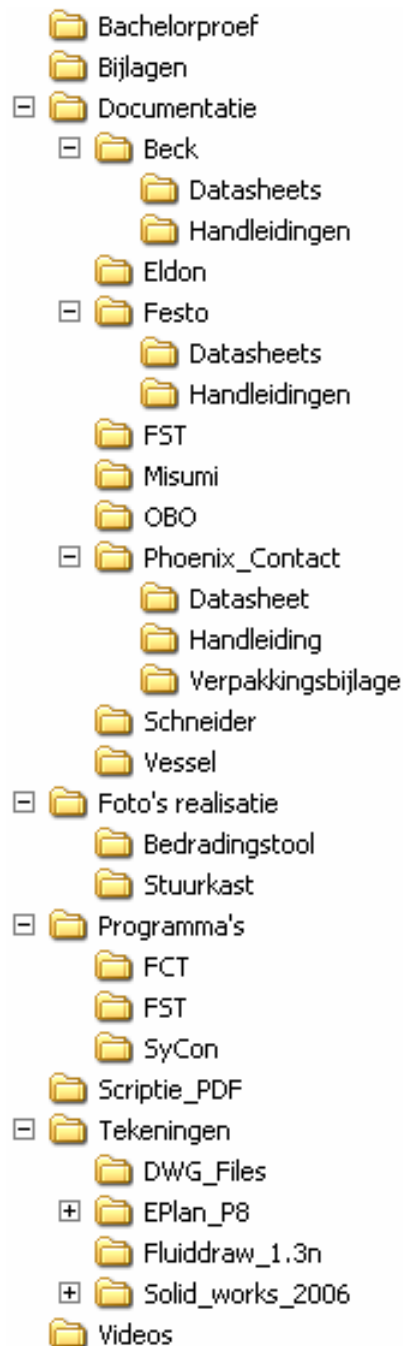 Bachelorproef
Bijlagen
Documentatie
Beck
Datasheets
Handleidingen
Eldon
Festo
Datasheets
Handleidingen
FST
Misumi
OBO
Phoenix_Contact
Datasheet
Handleiding
Verpakkingsbijlage
Schneider
Vessel
Foto's realisatie
Bedradingstool
Stuurkast
Programma's
FCT
FST
SyCon
Scriptie_PDF
Tekeningen
DWG_Files
EPlan_P8
Fluiddraw_1.3n
Solid_works_2006
Videos